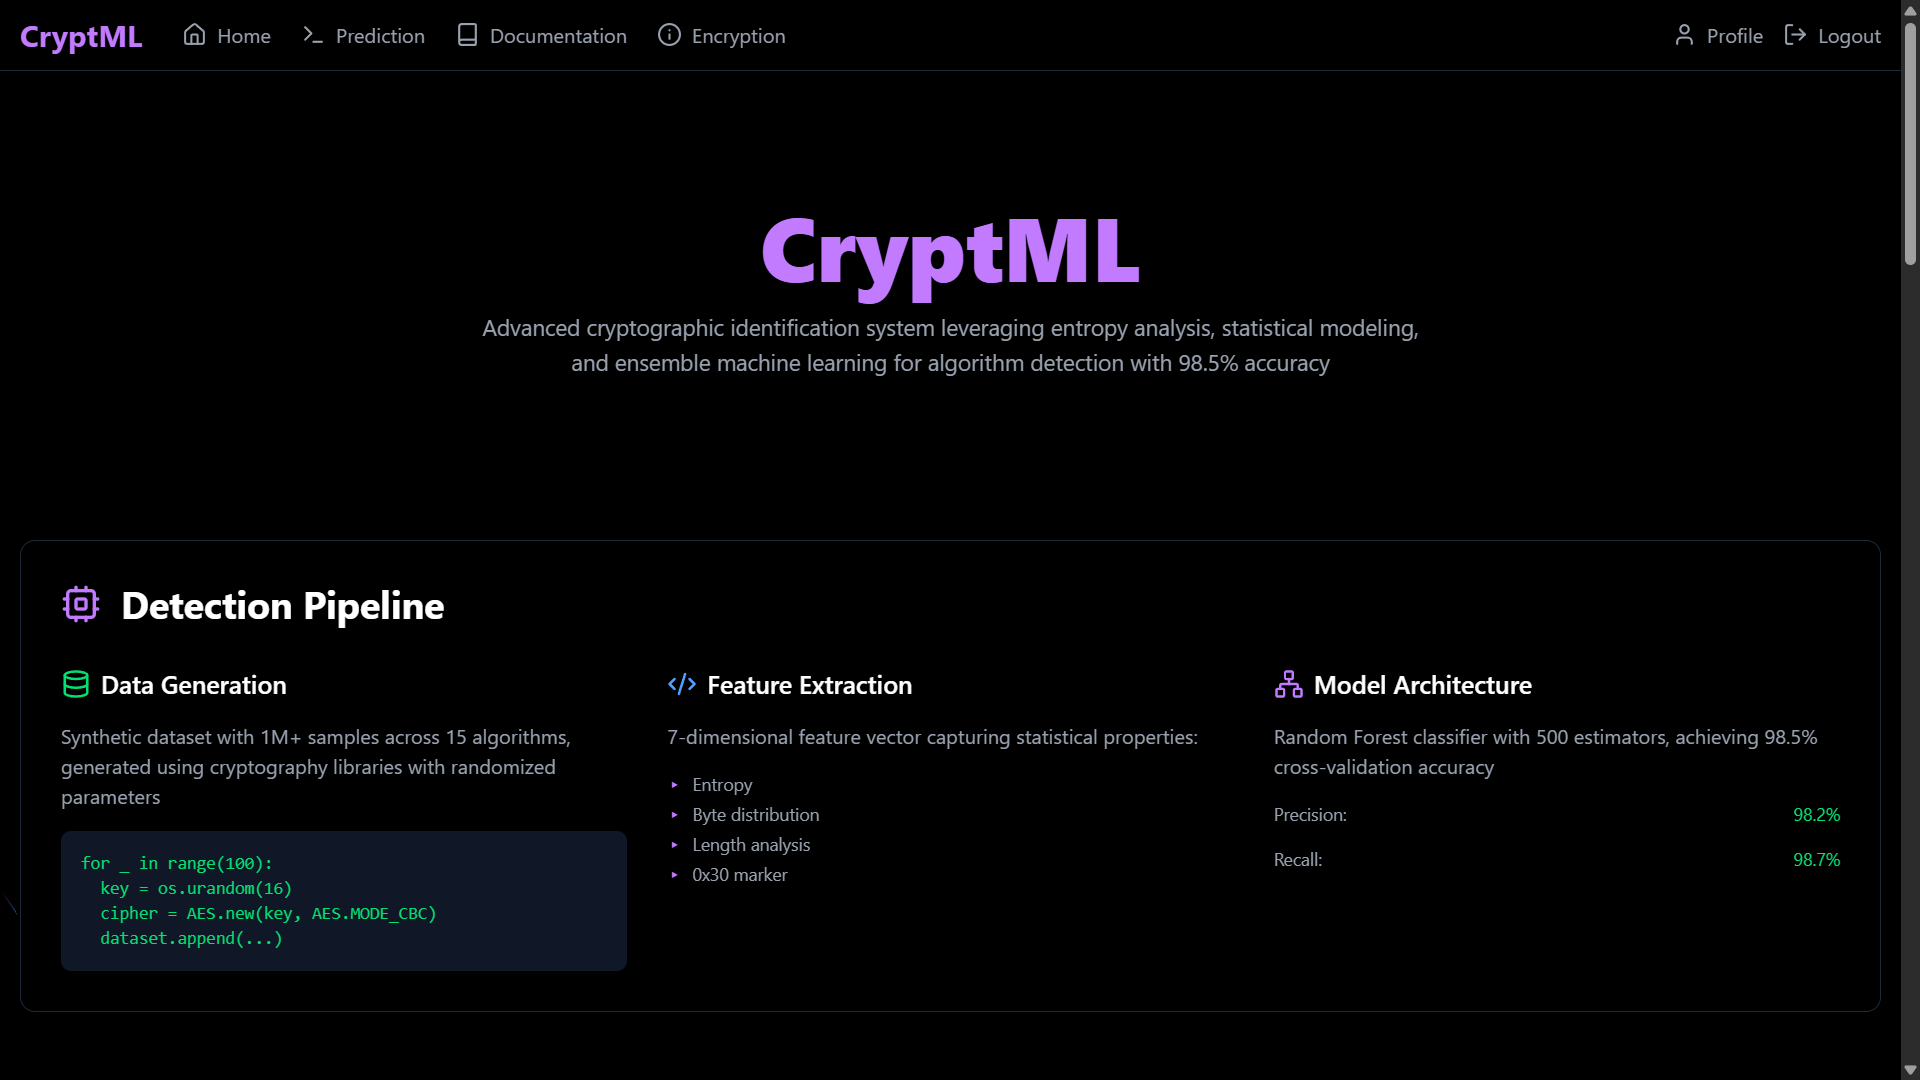 CryptML
Home
Prediction
Documentation
Encryption
Profile
Logout
CryptML
Advanced cryptographic identification system leveraging entropy analysis, statistical modeling,
and ensemble machine learning for algorithm detection with 98.5% accuracy
Detection Pipeline
Data Generation
Synthetic dataset with 1M+ samples across 15 algorithms,
generated using cryptography libraries with randomized
parameters
for _ in range(100):
  key = os.urandom(16)
  cipher = AES.new(key, AES.MODE_CBC)
  dataset.append(...)
Feature Extraction
7-dimensional feature vector capturing statistical properties:
‣ Entropy
‣ Byte distribution
‣ Length analysis
‣ 0x30 marker
Model Architecture
Random Forest classifier with 500 estimators, achieving 98.5%
cross-validation accuracy
Precision: 98.2%
Recall: 98.7%